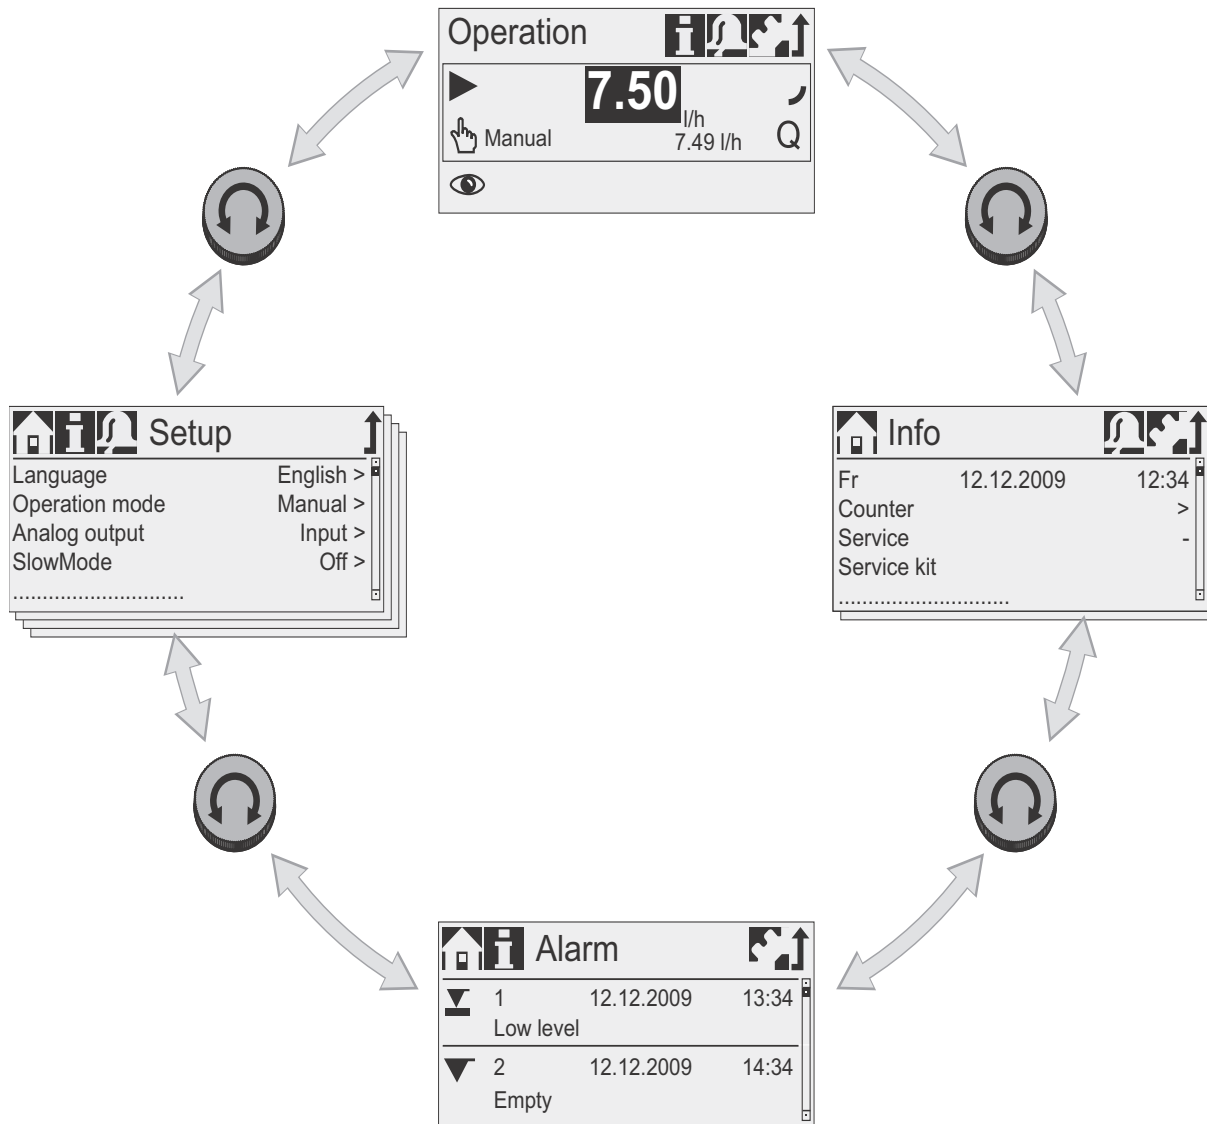 Operation
7.50
l/h
Manual 7.49 l/h Q
Setup
Language English >
Operation mode Manual >
Analog output Input >
SlowMode Off >
.............................
Info
Fr 12.12.2009 12:34
Counter >
Service -
Service kit
.............................
Alarm
1 12.12.2009 13:34
Low level
2 12.12.2009 14:34
Empty